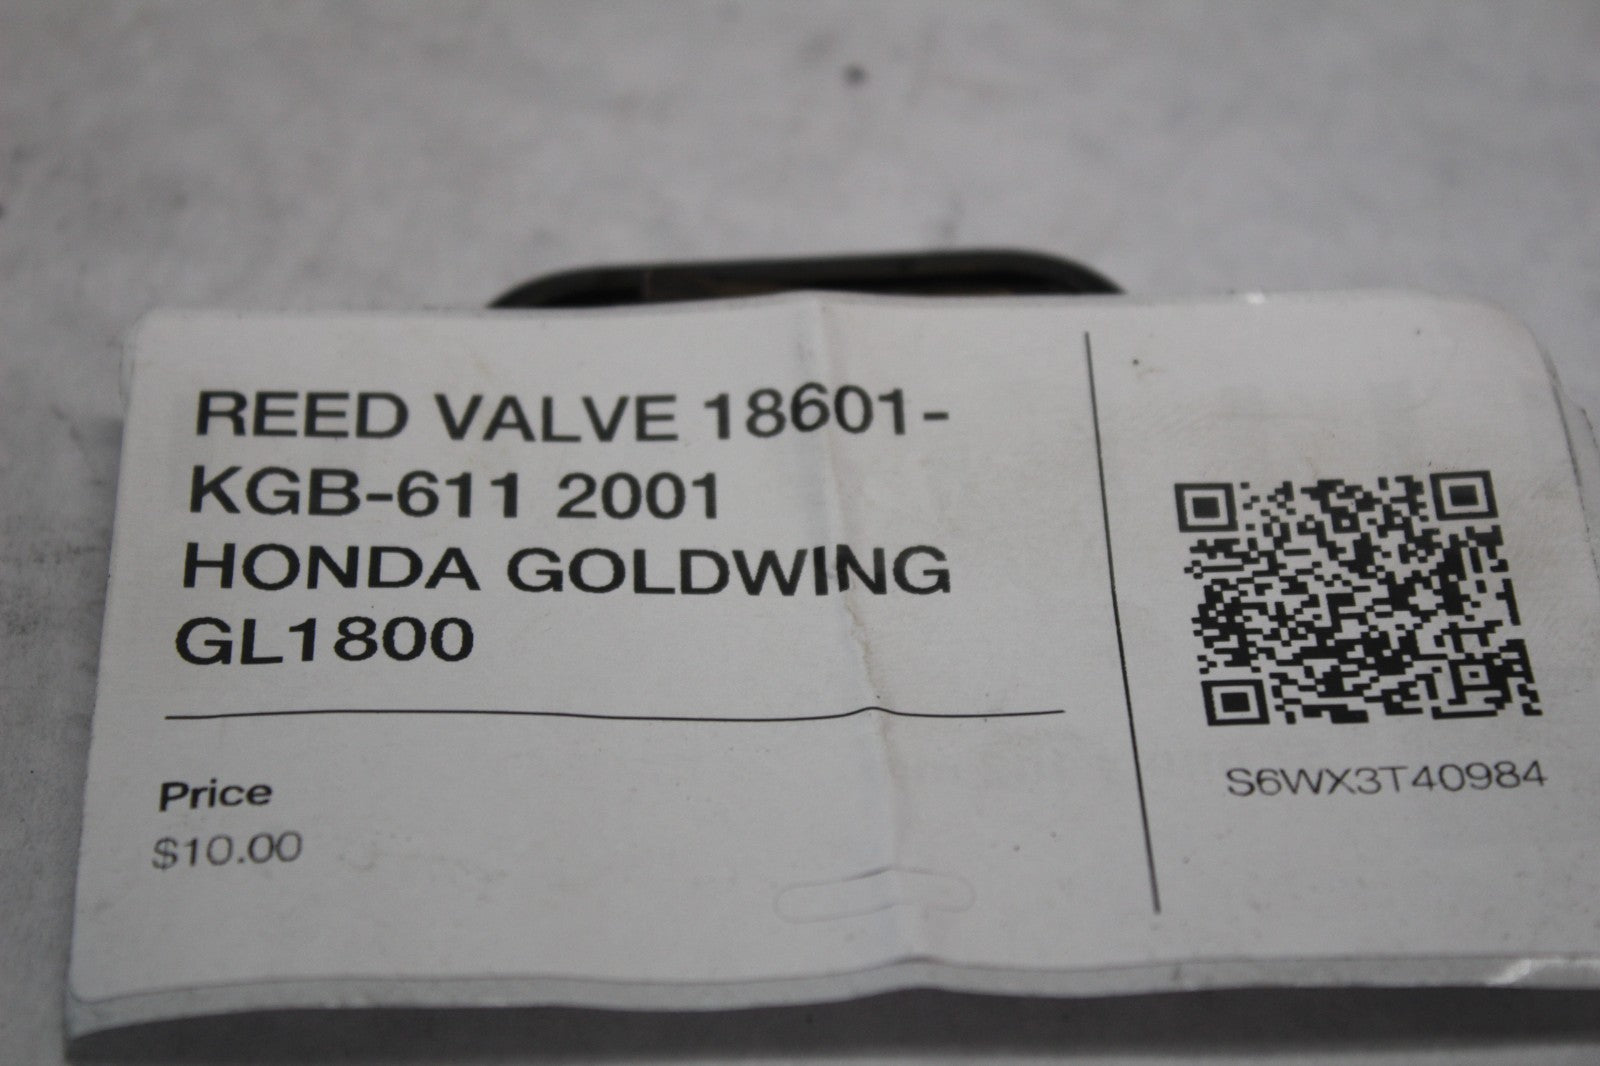 REED VALVE 18601-
KGB-611 2001
HONDA GOLDWING
GL1800
Price
$10.00
S6WX3T40984